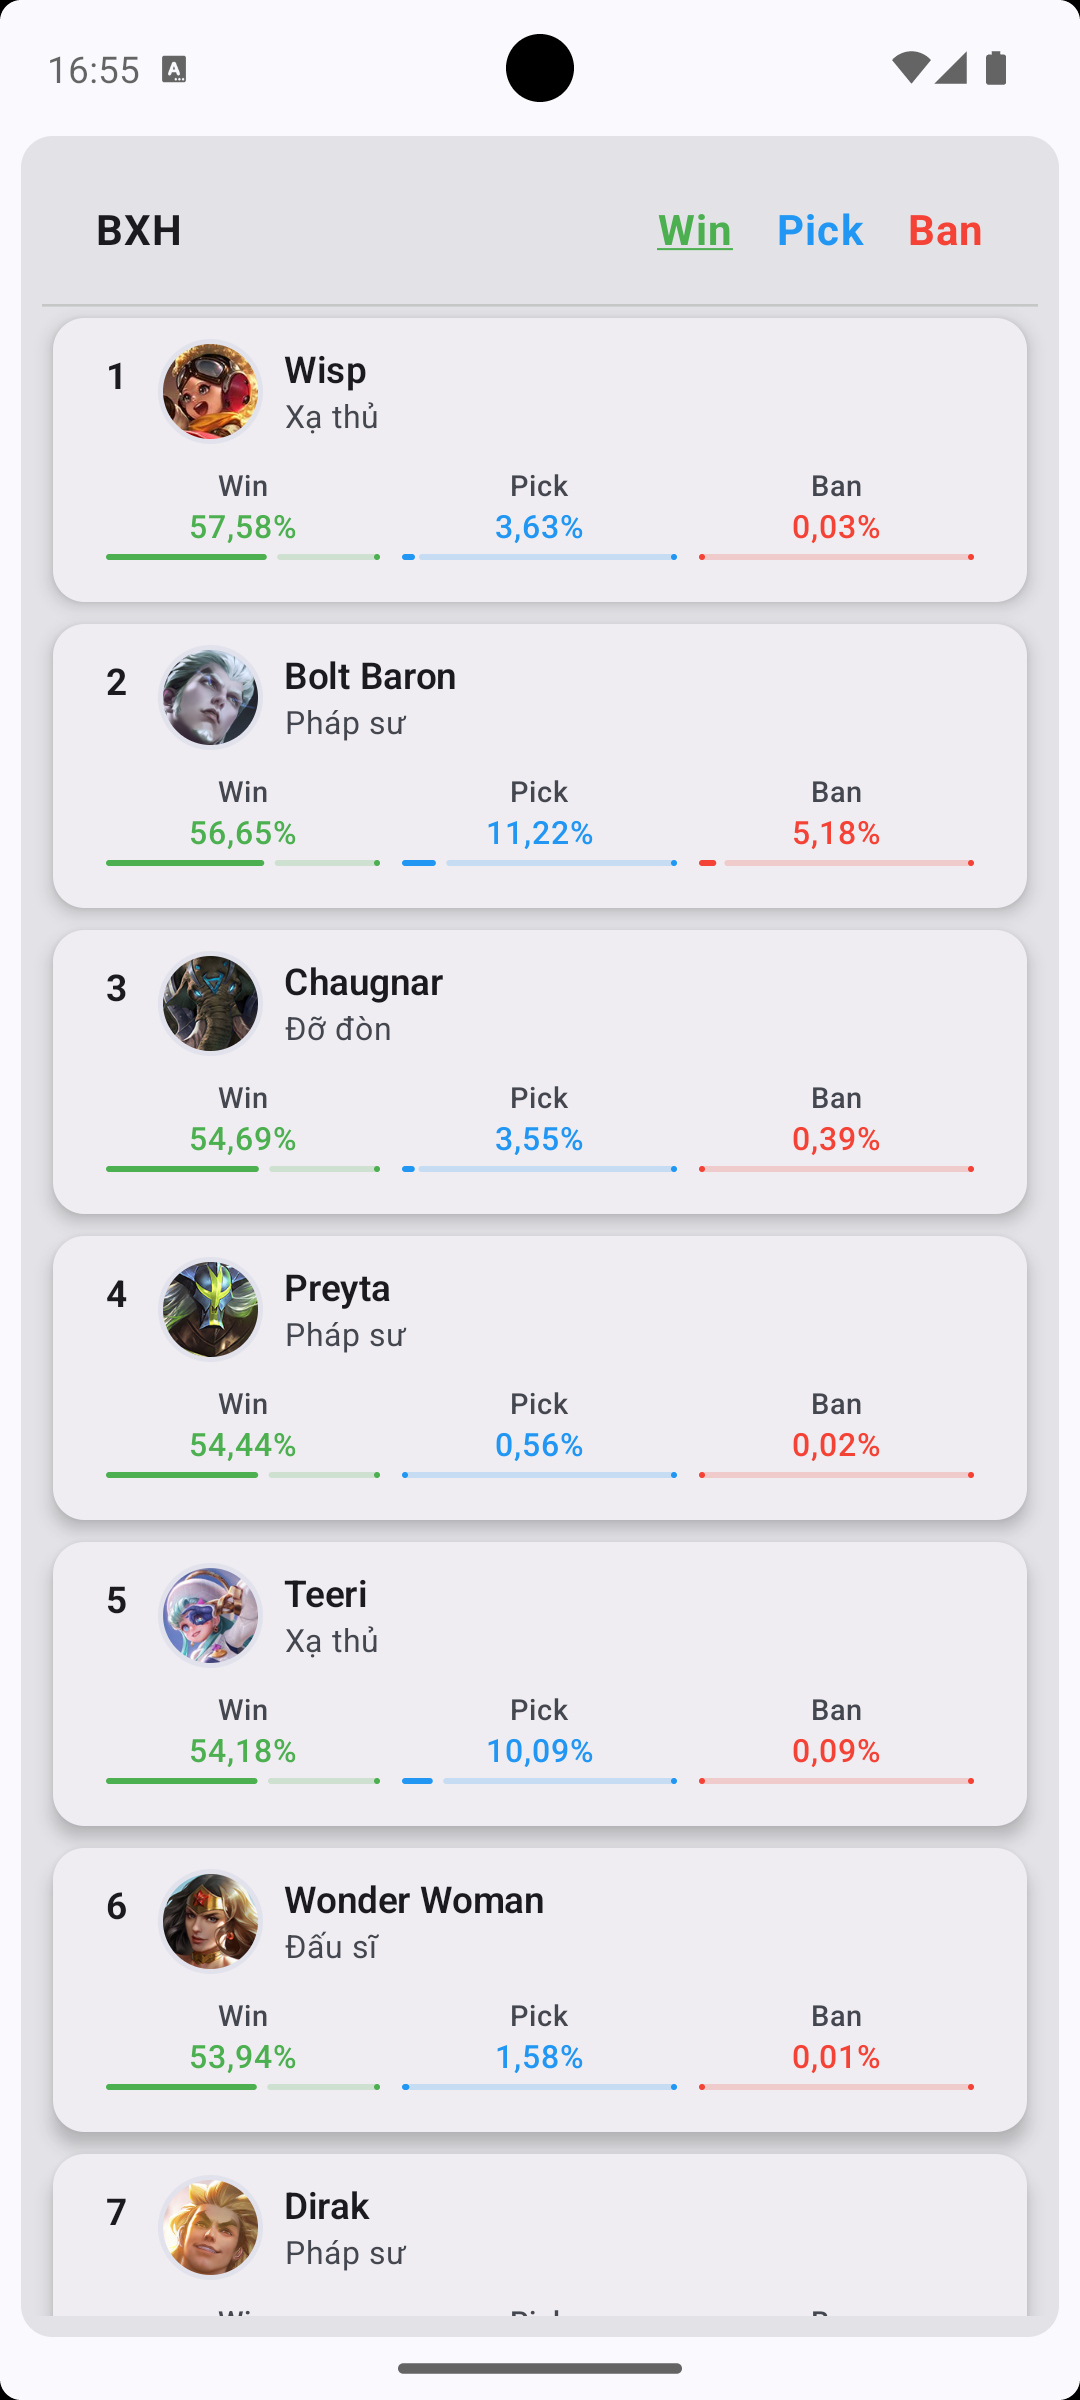 16:55
BXH Win Pick Ban
1 Wisp
Xạ thủ
Win Pick Ban
57,58% 3,63% 0,03%
2 Bolt Baron
Pháp sư
Win Pick Ban
56,65% 11,22% 5,18%
3 Chaugnar
Đỡ đòn
Win Pick Ban
54,69% 3,55% 0,39%
4 Preyta
Pháp sư
Win Pick Ban
54,44% 0,56% 0,02%
5 Teeri
Xạ thủ
Win Pick Ban
54,18% 10,09% 0,09%
6 Wonder Woman
Đấu sĩ
Win Pick Ban
53,94% 1,58% 0,01%
7 Dirak
Pháp sư